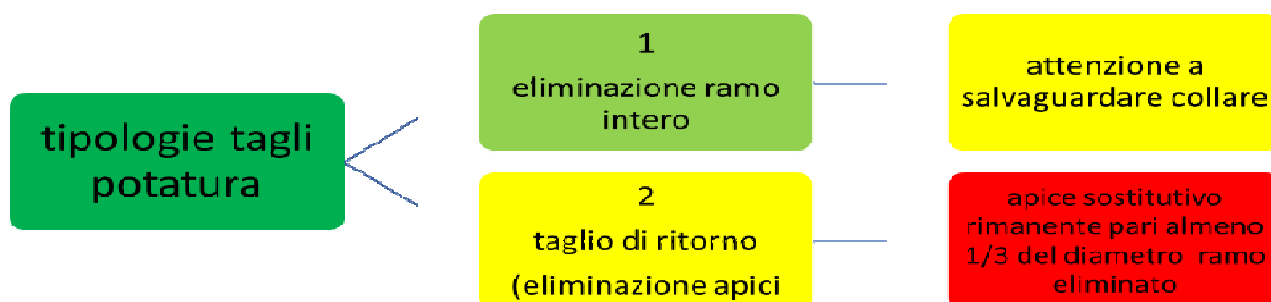 tipologie tagli
potatura
1
eliminazione ramo
intero
attenzione a
salvaguardare collare
2
taglio di ritorno
(eliminazione apici
apice sostitutivo
rimanente pari almeno
1/3 del diametro ramo
eliminato